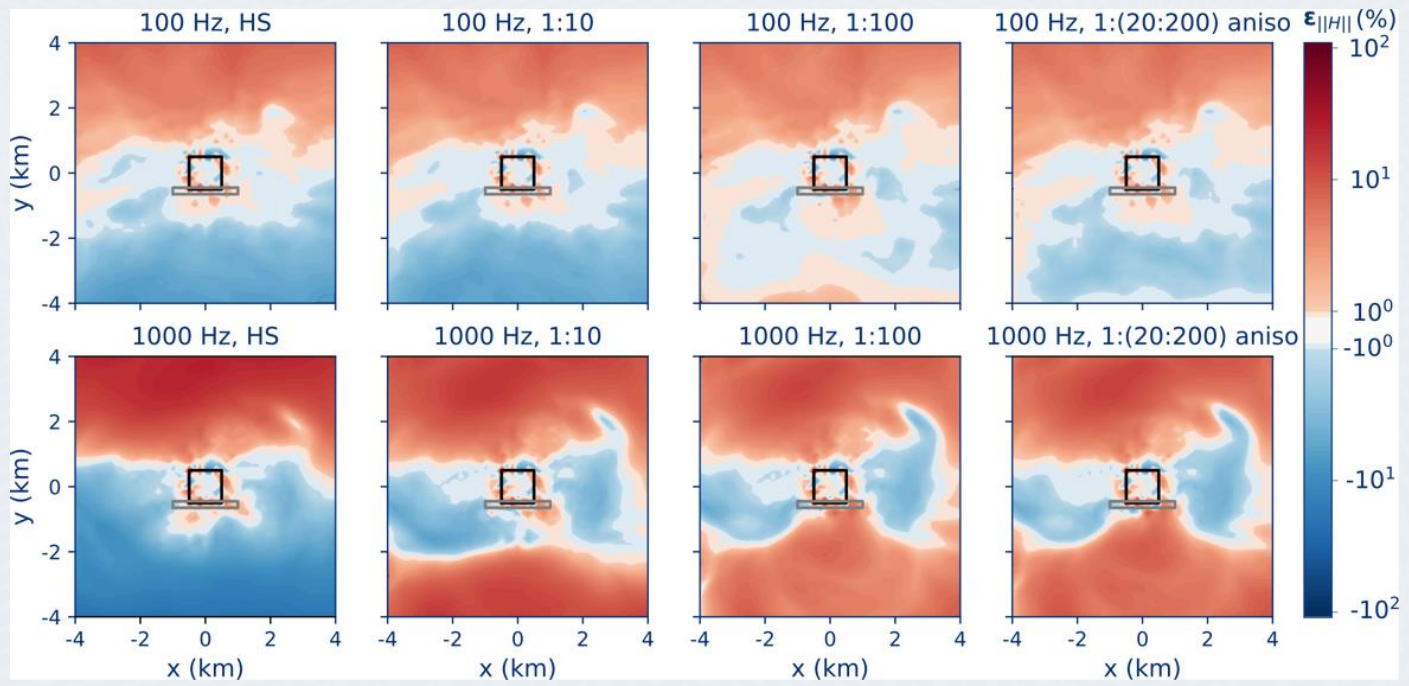 100 Hz, HS
100 Hz, 1:10
100 Hz, 1:100
100 Hz, 1:(20:200) aniso
ε||H||(%)
4
2
0
-2
-4
y (km)
10²
10¹
10⁰
-10⁰
-10¹
-10²
1000 Hz, HS
1000 Hz, 1:10
1000 Hz, 1:100
1000 Hz, 1:(20:200) aniso
4
2
0
-2
-4
y (km)
-4 -2 0 2 4
-4 -2 0 2 4
-4 -2 0 2 4
-4 -2 0 2 4
x (km)
x (km)
x (km)
x (km)